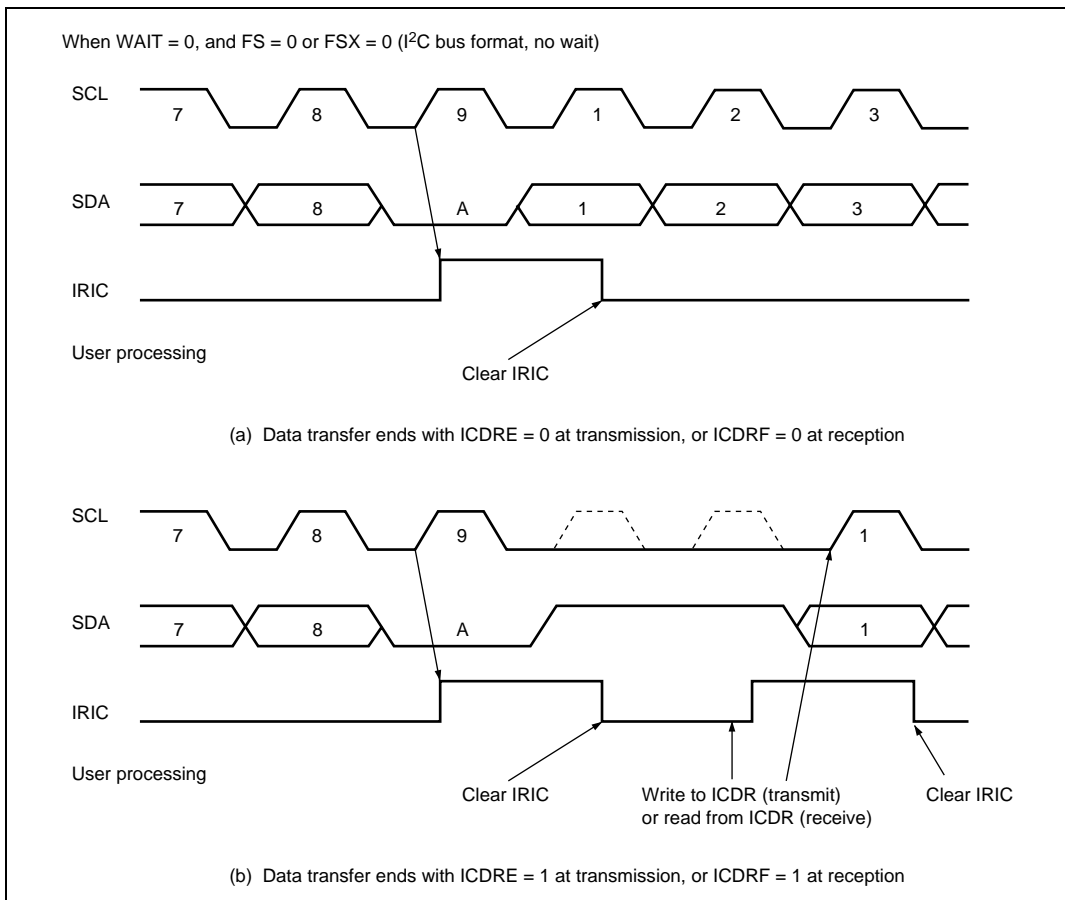 When WAIT = 0, and FS = 0 or FSX = 0 (I²C bus format, no wait)
SCL
7 8 9 1 2 3
SDA
7 8 A 1 2 3
IRIC
User processing
Clear IRIC
(a) Data transfer ends with ICDRE = 0 at transmission, or ICDRF = 0 at reception
SCL
7 8 9 1
SDA
7 8 A 1
IRIC
User processing
Clear IRIC
Write to ICDR (transmit)
or read from ICDR (receive)
Clear IRIC
(b) Data transfer ends with ICDRE = 1 at transmission, or ICDRF = 1 at reception